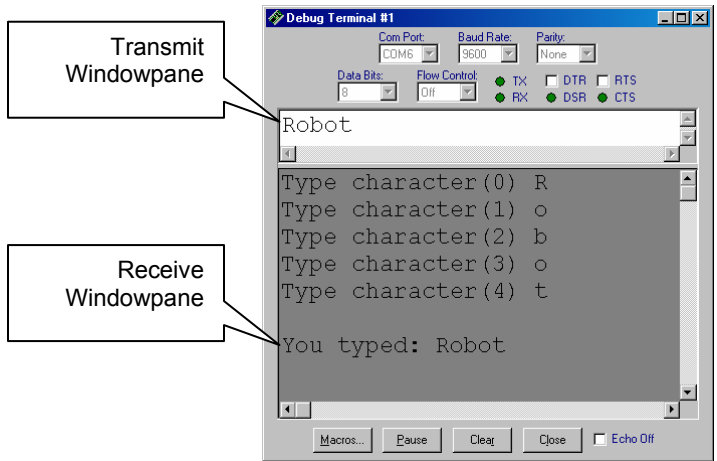 Debug Terminal #1
Com Port: Baud Rate: Parity:
COM6 9600 None
Data Bits: Flow Control: TX DTR RTS
8 Off RX DSR CTS
Transmit
Windowpane
Robot
Type character(0) R
Type character(1) o
Type character(2) b
Type character(3) o
Type character(4) t
Receive
Windowpane
You typed: Robot
Macros... Pause Clear Close Echo Off